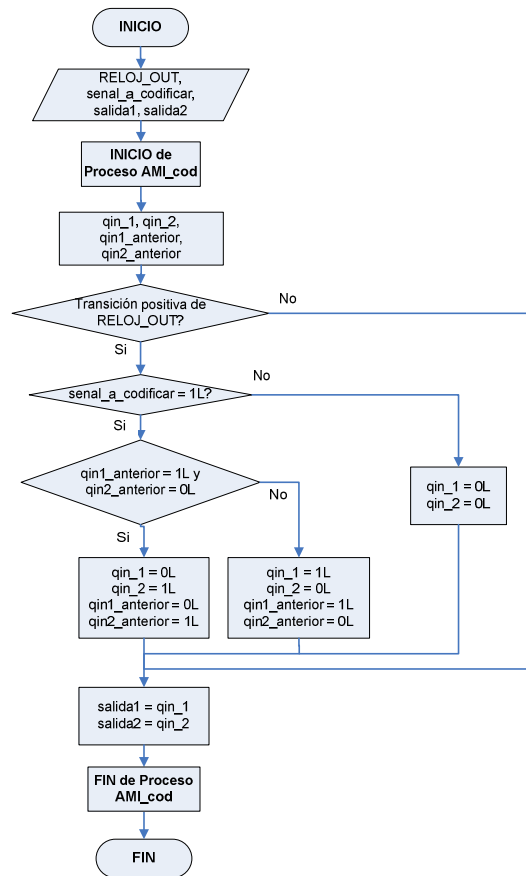 INICIO
RELOJ_OUT,
senal_a_codificar,
salida1, salida2
INICIO de
Proceso AMI_cod
qin_1, qin_2,
qin1_anterior,
qin2_anterior
Transición positiva de
RELOJ_OUT?
No
Si
senal_a_codificar = 1L?
No
Si
qin1_anterior = 1L y
qin2_anterior = 0L
No
Si
qin_1 = 0L
qin_2 = 0L
qin_1 = 0L
qin_2 = 1L
qin1_anterior = 0L
qin2_anterior = 1L
qin_1 = 1L
qin_2 = 0L
qin1_anterior = 1L
qin2_anterior = 0L
salida1 = qin_1
salida2 = qin_2
FIN de Proceso
AMI_cod
FIN